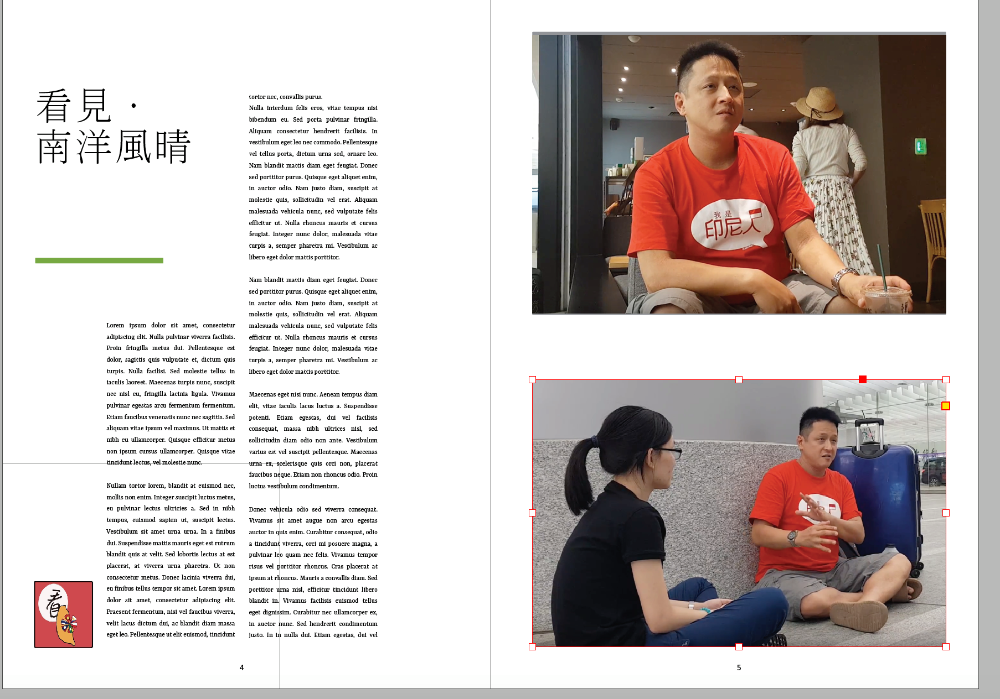 看見·
南洋風晴
Lorem ipsum dolor sit amet, consectetur
adipiscing elit. Nulla pulvinar viverra facilisis.
Proin fringilla metus dui. Pellentesque est
dolor, sagittis quis vulputate et, dictum quis
turpis. Nulla facilisi. Sed molestie tellus in
iaculis laoreet. Maecenas turpis nunc, suscipit
nec nisl eu, fringilla lacinia ligula. Vivamus
pulvinar egestas arcu fermentum fermentum.
Etiam faucibus venenatis nunc nec sagittis. Sed
aliquam vitae ipsum vel maximus. Ut mattis et
nibh eu ullamcorper. Quisque efficitur metus
non ipsum cursus ullamcorper. Quisque vitae
tincidunt lectus, vel molestie nunc.
Nullam tortor lorem, blandit at euismod nec,
mollis non enim. Integer suscipit luctus metus,
eu pulvinar lectus ultricies a. Sed in nibh
tempus, euismod sapien ut, suscipit lectus.
Vestibulum sit amet urna urna. In a finibus
dui. Suspendisse mattis mauris eget est rutrum
blandit quis at velit. Sed lobortis lectus at est
placerat, at viverra urna pharetra. Ut non
consectetur metus. Donec lacinia viverra dui,
eu finibus tellus tempor sit amet. Lorem ipsum
dolor sit amet, consectetur adipiscing elit.
Praesent fermentum, nisi vel faucibus viverra,
velit lacus dictum dui, ac blandit diam massa
eget leo. Pellentesque ut elit euismod, tincidunt
tortor nec, convallis purus.
Nulla interdum felis eros, vitae tempus nisi
bibendum eu. Sed porta pulvinar fringilla.
Aliquam consectetur hendrerit facilisis. In
vestibulum eget leo nec commodo. Pellentesque
vel tellus porta, dictum urna sed, ornare leo.
Nam blandit mattis diam eget feugiat. Donec
sed porttitor purus. Quisque eget aliquet enim,
in auctor odio. Nam justo diam, suscipit at
molestie quis, sollicitudin vel erat. Aliquam
malesuada vehicula nunc, sed vulputate felis
efficitur ut. Nulla rhoncus mauris et cursus
feugiat. Integer nunc dolor, malesuada vitae
turpis a, semper pharetra mi. Vestibulum ac
libero eget dolor mattis porttitor.
Nam blandit mattis diam eget feugiat. Donec
sed porttitor purus. Quisque eget aliquet enim,
in auctor odio. Nam justo diam, suscipit at
molestie quis, sollicitudin vel erat. Aliquam
malesuada vehicula nunc, sed vulputate felis
efficitur ut. Nulla rhoncus mauris et cursus
feugiat. Integer nunc dolor, malesuada vitae
turpis a, semper pharetra mi. Vestibulum ac
libero eget dolor mattis porttitor.
Maecenas eget nisi nunc. Aenean tempus diam
elit, vitae iaculis lacus luctus a. Suspendisse
potenti. Etiam egestas, dui vel facilisis
consequat, massa nibh ultrices nisl, sed
sollicitudin diam odio non ante. Vestibulum
varius est vel suscipit pellentesque. Maecenas
urna ex, scelerisque quis orci non, placerat
faucibus neque. Etiam non rhoncus odio. Proin
luctus vestibulum condimentum.
Donec vehicula odio sed viverra consequat.
Vivamus sit amet augue non arcu egestas
auctor in quis enim. Curabitur consequat, odio
a tincidunt viverra, orci mi posuere magna, a
pulvinar leo quam nec felis. Vivamus tempor
risus vel porttitor rhoncus. Cras placerat at
ipsum at rhoncus. Mauris a convallis diam. Sed
porttitor urna nisl, efficitur tincidunt libero
blandit in. Vivamus facilisis euismod tellus
eget dignissim. Curabitur nec ullamcorper ex,
in auctor nunc. Sed hendrerit condimentum
justo. In in nulla dui. Etiam egestas, dui vel
看
4
我是
印尼人
5